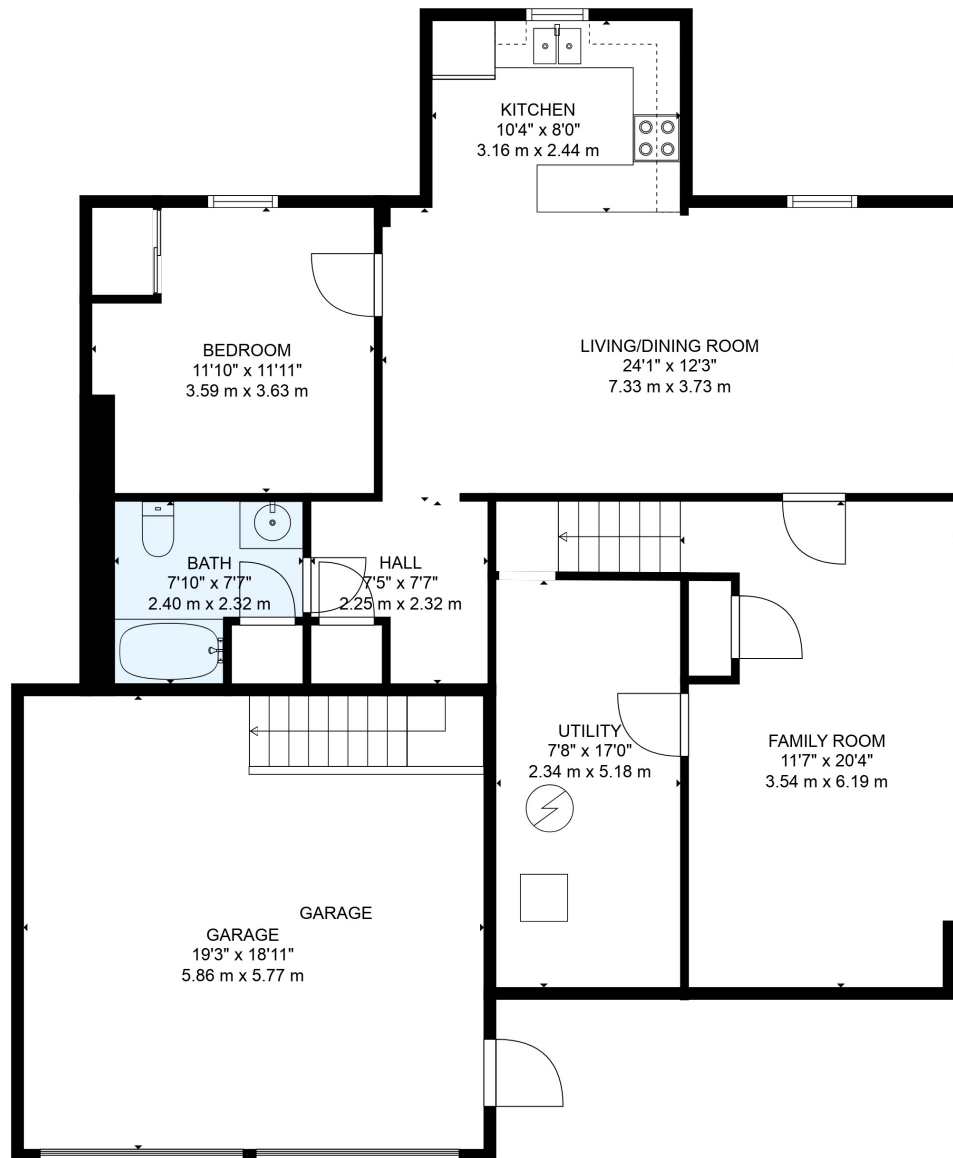 KITCHEN
10'4" x 8'0"
3.16 m x 2.44 m
BEDROOM
11'10" x 11'11"
3.59 m x 3.63 m
LIVING/DINING ROOM
24'1" x 12'3"
7.33 m x 3.73 m
BATH
7'10" x 7'7"
2.40 m x 2.32 m
HALL
7'5" x 7'7"
2.25 m x 2.32 m
UTILITY
7'8" x 17'0"
2.34 m x 5.18 m
FAMILY ROOM
11'7" x 20'4"
3.54 m x 6.19 m
GARAGE
GARAGE
19'3" x 18'11"
5.86 m x 5.77 m